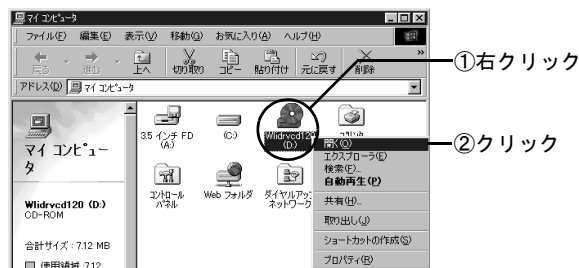 マイ コンピュータ
ファイル(F) 編集(E) 表示(V) 移動(G) お気に入り(A) ヘルプ(H)
戻る 進む 上へ 切り取り コピー 貼り付け 元に戻す 削除 »
アドレス(D) マイ コンピュータ
①右クリック
3.5 インチ FD (A:)
(C:)
Wlidrvcd120 (D:)
マイ コンピュータ
コントロール パネル
Web フォルダ
ダイヤルアップ ネットワーク
Wlidrvcd120 (D:)
CD-ROM
合計サイズ : 7.12 MB
使用領域 :7.12
開く(O)
②クリック
エクスプローラ(E)
検索(F)...
自動再生(P)
共有(H)...
取り出し(J)
ショートカットの作成(S)
プロパティ(R)